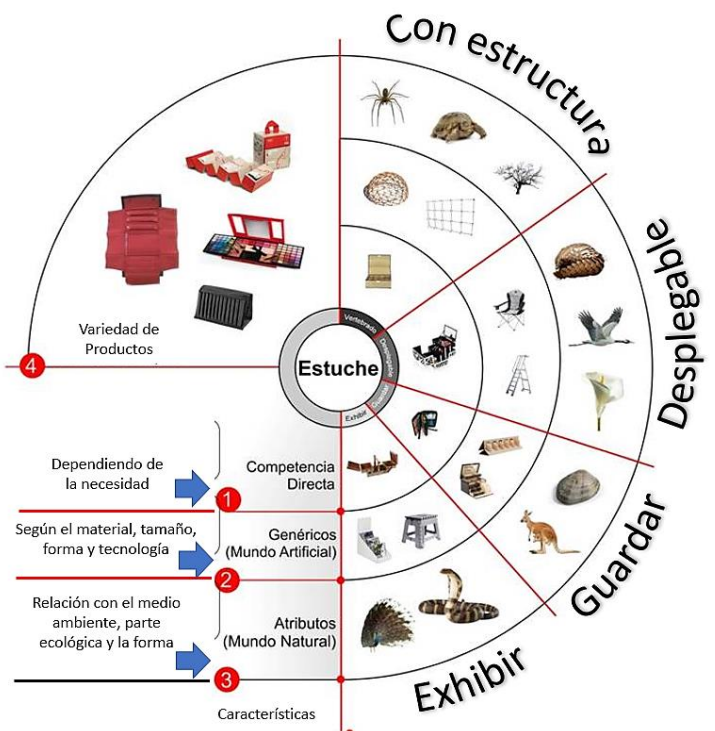 Con estructura
Desplegable
Guardar
Exhibir
Vertebrado
Desplegable
Guardar
Exhibir
Estuche
Variedad de
Productos
4
Dependiendo de
la necesidad
Competencia
Directa
1
Según el material, tamaño,
forma y tecnología
Genéricos
(Mundo Artificial)
2
Relación con el medio
ambiente, parte
ecológica y la forma
Atributos
(Mundo Natural)
3
Características